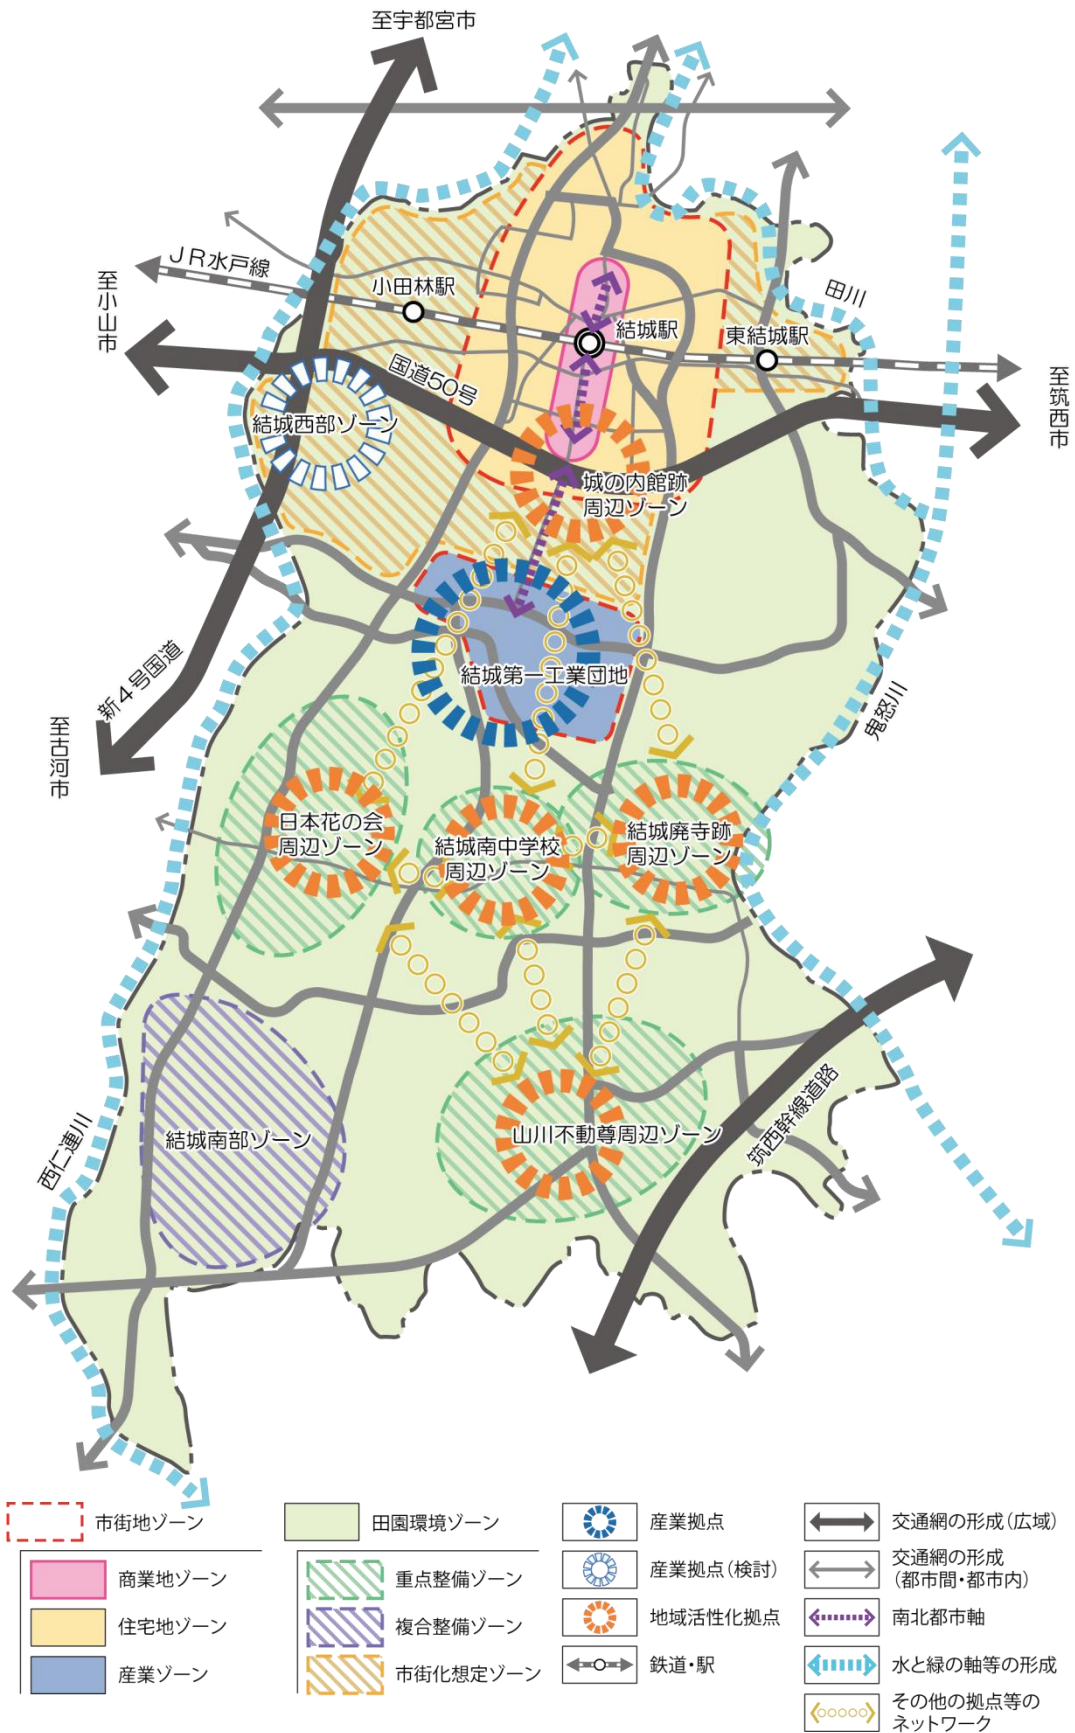 至宇都宮市
JR水戸線
至小山市
小田林駅
結城駅
東結城駅
田川
国道50号
至筑西市
結城西部ゾーン
城の内館跡
周辺ゾーン
新4号国道
結城第一工業団地
鬼怒川
至古河市
日本花の会
周辺ゾーン
結城南中学校
周辺ゾーン
結城廃寺跡
周辺ゾーン
西仁連川
結城南部ゾーン
山川不動尊周辺ゾーン
筑西幹線道路
市街地ゾーン
商業地ゾーン
住宅地ゾーン
産業ゾーン
田園環境ゾーン
重点整備ゾーン
複合整備ゾーン
市街化想定ゾーン
産業拠点
産業拠点(検討)
地域活性化拠点
鉄道・駅
交通網の形成(広域)
交通網の形成
(都市間・都市内)
南北都市軸
水と緑の軸等の形成
その他の拠点等の
ネットワーク